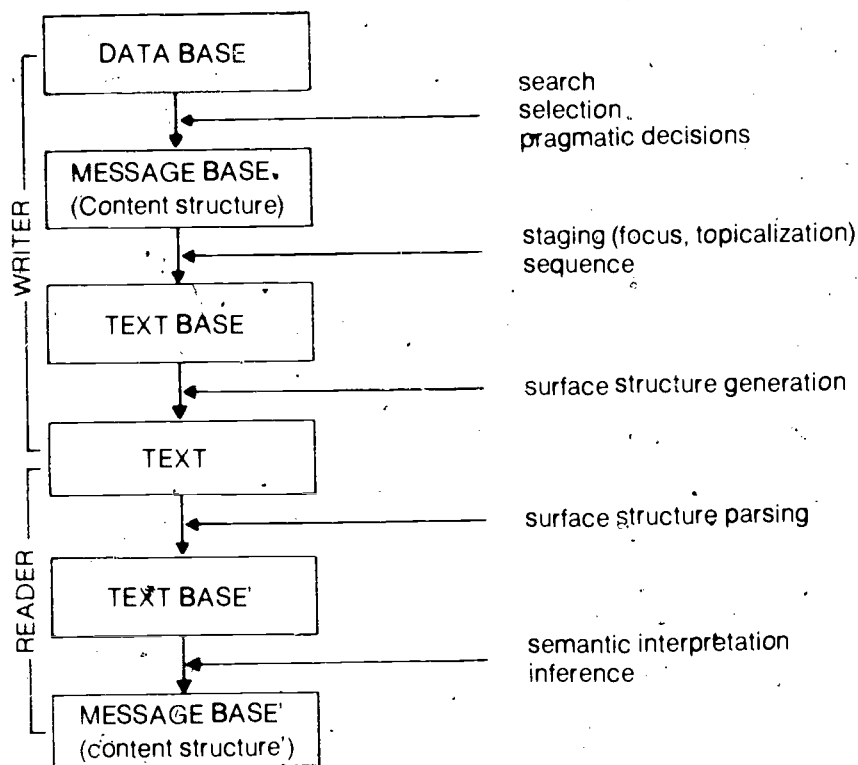 DATA BASE
search
selection
pragmatic decisions
MESSAGE BASE
(Content structure)
staging (focus, topicalization)
sequence
TEXT BASE
surface structure generation
WRITER
TEXT
surface structure parsing
TEXT BASE'
READER
semantic interpretation
inference
MESSAGE BASE'
(content structure')